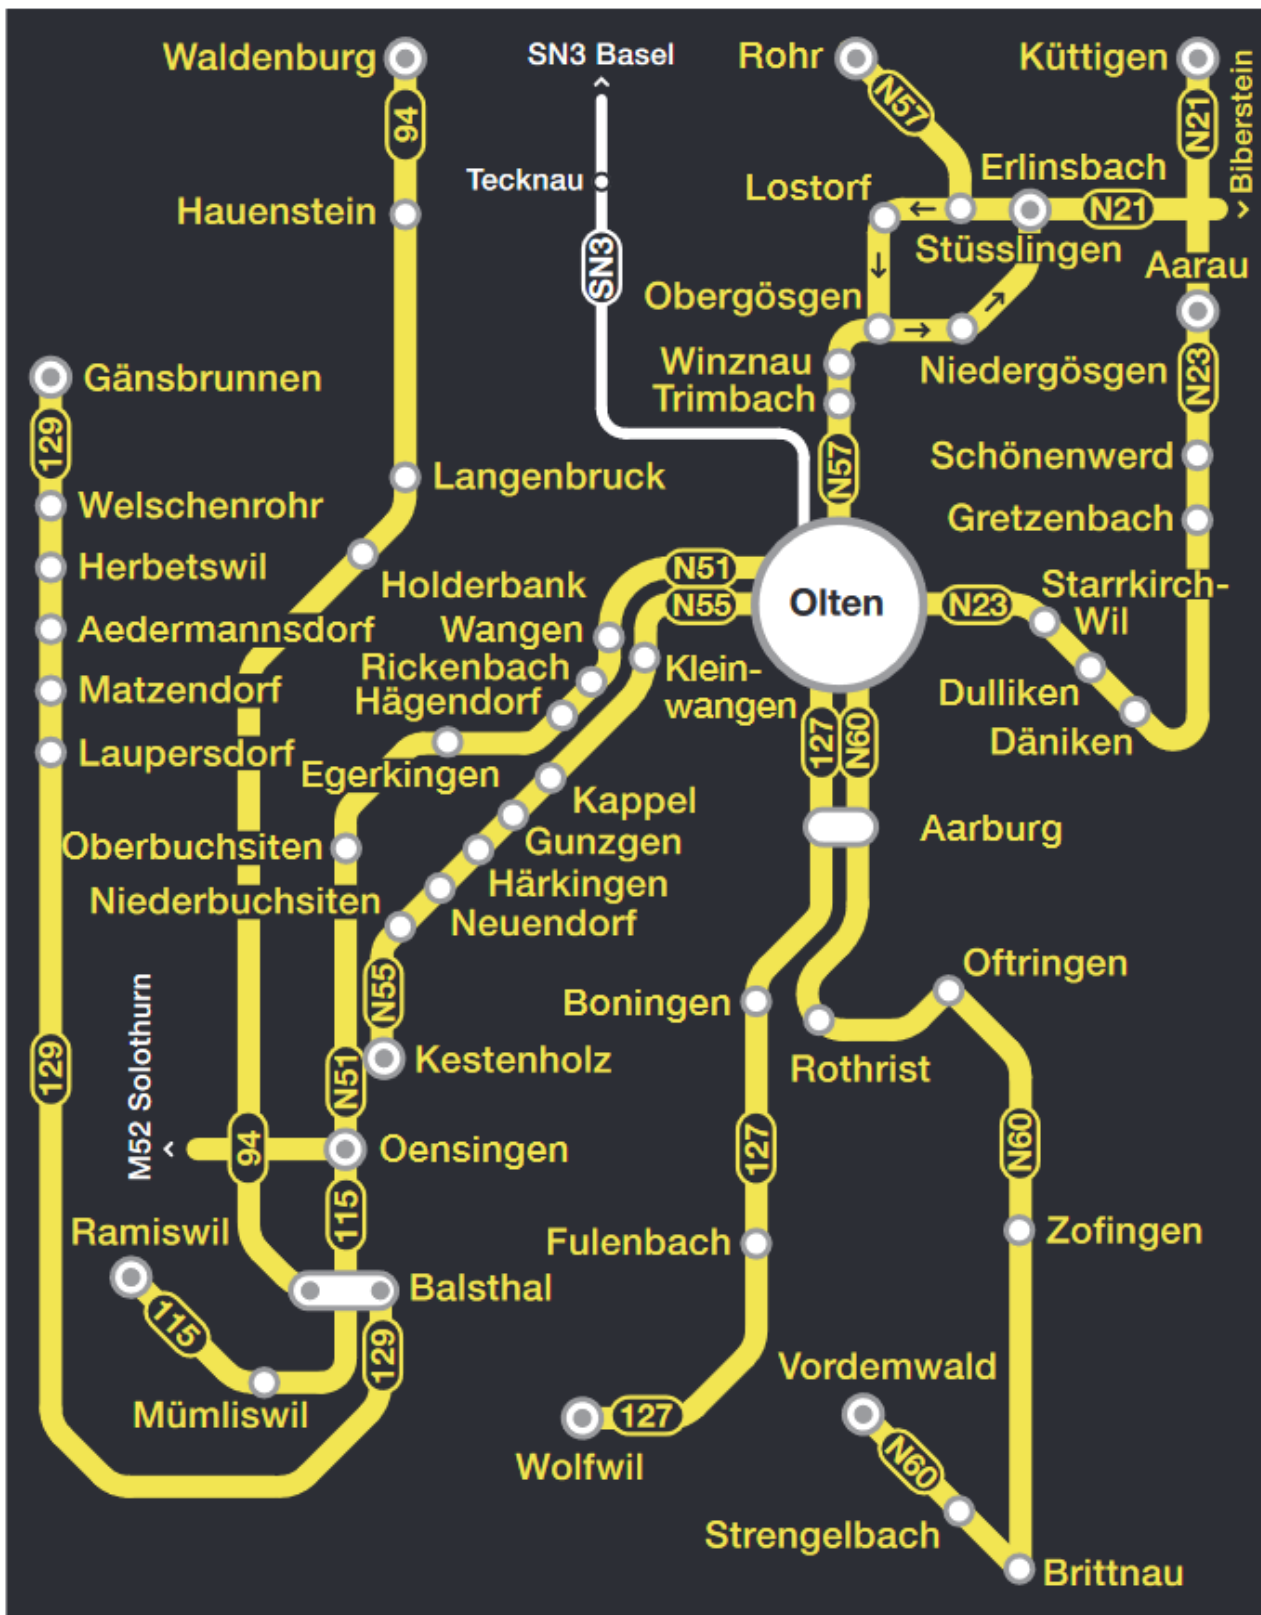 Waldenburg
SN3 Basel
Rohr
Küttigen
94
N57
N21
Biberstein
Tecknau
Erlinsbach
Hauenstein
Lostorf
N21
SN3
Stüsslingen
Aarau
Obergösgen
Gänsbrunnen
Winznau
Niedergösgen
N23
Trimbach
129
N57
Schönenwerd
Langenbruck
Welschenrohr
Gretzenbach
Herbetswil
Holderbank
N51
N55
Olten
N23
Starrkirch-
Wil
Aedermannsdorf
Wangen
Rickenbach
Klein-
wangen
Matzendorf
Hägendorf
Dulliken
Däniken
Laupersdorf
127
N60
Egerkingen
Kappel
Aarburg
Oberbuchsiten
Gunzgen
Härkingen
Niederbuchsiten
Neuendorf
Oftringen
N55
Boningen
129
M52 Solothurn
N51
Kestenholz
Rothrist
94
Oensingen
127
N60
115
Ramiswil
Fulenbach
Zofingen
Balsthal
115
129
Vordemwald
Mümliswil
127
Wolfwil
N60
Strengelbach
Brittnau